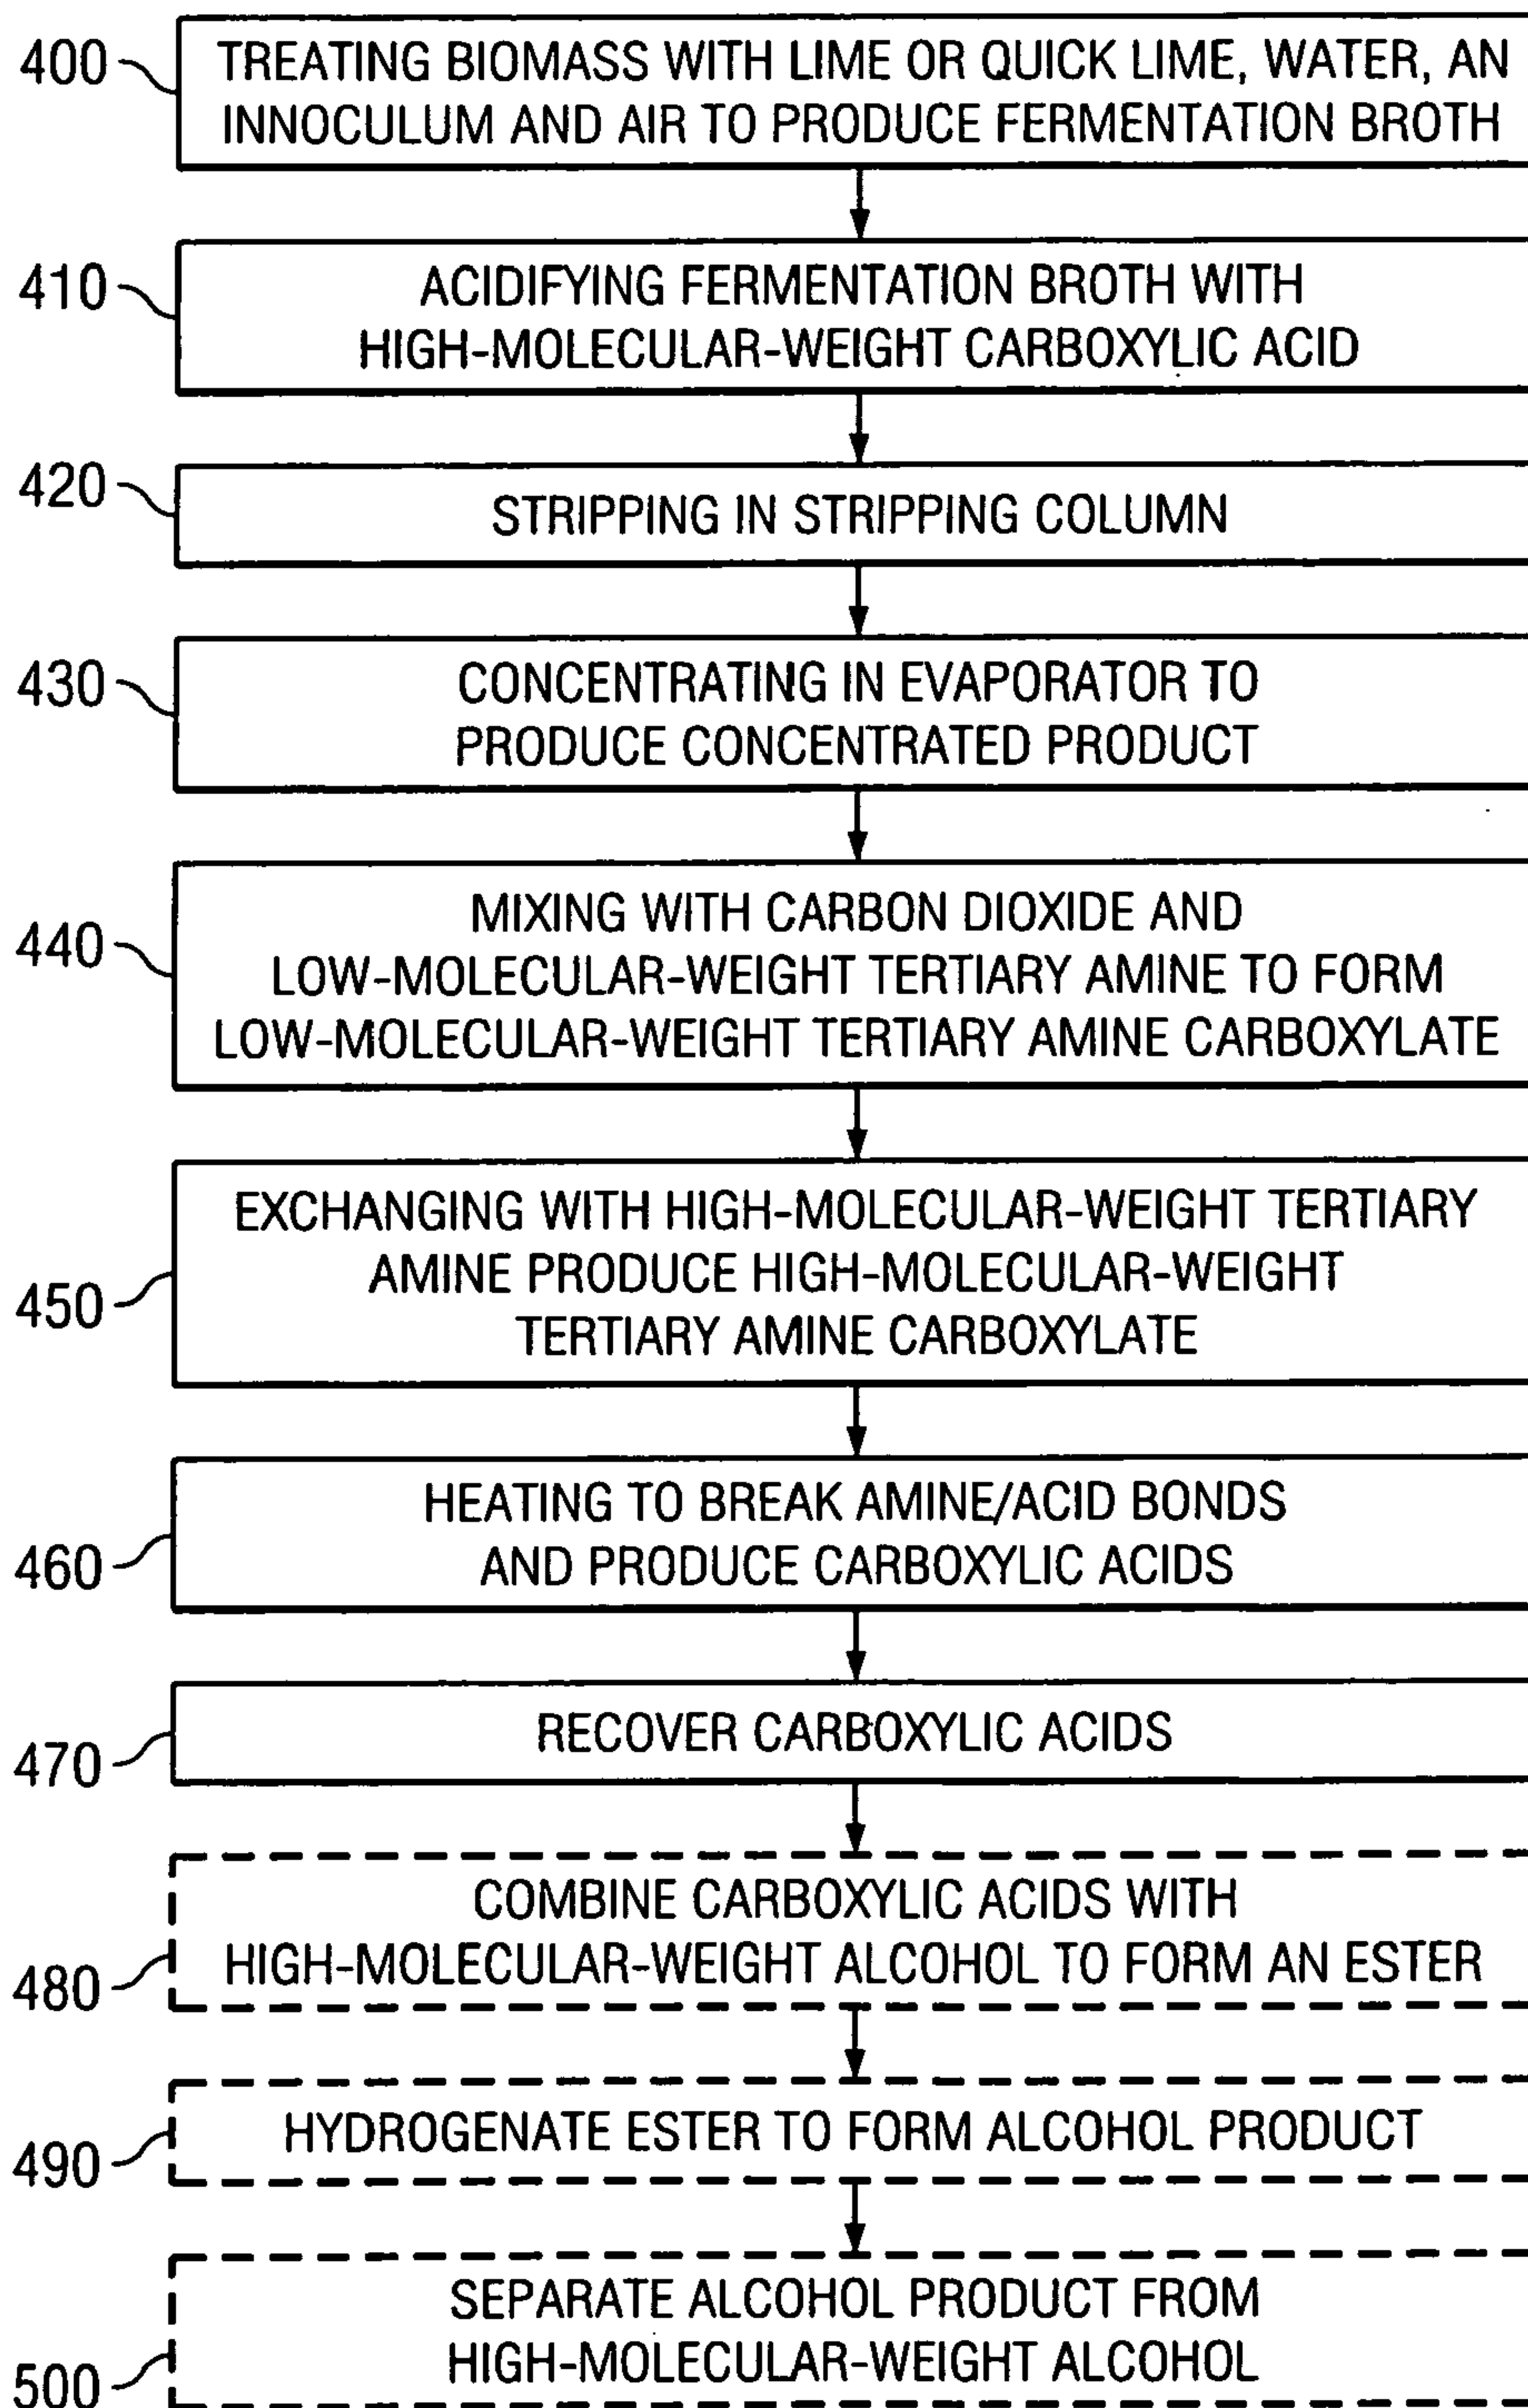 400
TREATING BIOMASS WITH LIME OR QUICK LIME, WATER, AN
INNOCULUM AND AIR TO PRODUCE FERMENTATION BROTH
410
ACIDIFYING FERMENTATION BROTH WITH
HIGH-MOLECULAR-WEIGHT CARBOXYLIC ACID
420
STRIPPING IN STRIPPING COLUMN
430
CONCENTRATING IN EVAPORATOR TO
PRODUCE CONCENTRATED PRODUCT
440
MIXING WITH CARBON DIOXIDE AND
LOW-MOLECULAR-WEIGHT TERTIARY AMINE TO FORM
LOW-MOLECULAR-WEIGHT TERTIARY AMINE CARBOXYLATE
450
EXCHANGING WITH HIGH-MOLECULAR-WEIGHT TERTIARY
AMINE PRODUCE HIGH-MOLECULAR-WEIGHT
TERTIARY AMINE CARBOXYLATE
460
HEATING TO BREAK AMINE/ACID BONDS
AND PRODUCE CARBOXYLIC ACIDS
470
RECOVER CARBOXYLIC ACIDS
480
COMBINE CARBOXYLIC ACIDS WITH
HIGH-MOLECULAR-WEIGHT ALCOHOL TO FORM AN ESTER
490
HYDROGENATE ESTER TO FORM ALCOHOL PRODUCT
500
SEPARATE ALCOHOL PRODUCT FROM
HIGH-MOLECULAR-WEIGHT ALCOHOL